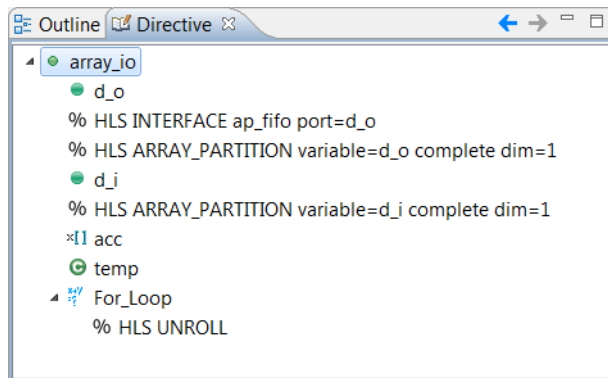 Outline Directive
array_io
d_o
% HLS INTERFACE ap_fifo port=d_o
% HLS ARRAY_PARTITION variable=d_o complete dim=1
d_i
% HLS ARRAY_PARTITION variable=d_i complete dim=1
×[] acc
C temp
For_Loop
% HLS UNROLL